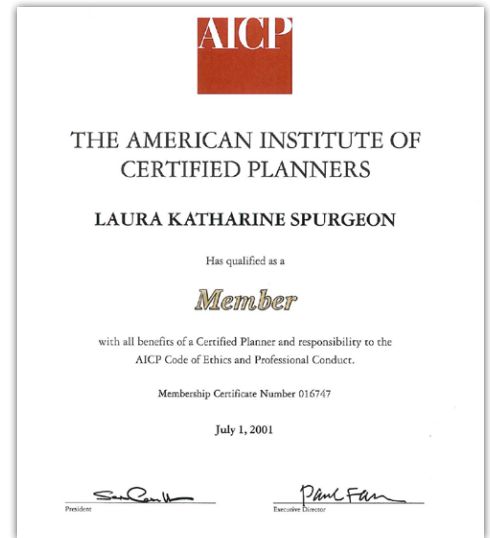 AICP
THE AMERICAN INSTITUTE OF
CERTIFIED PLANNERS
LAURA KATHARINE SPURGEON
Has qualified as a
Member
with all benefits of a Certified Planner and responsibility to the
AICP Code of Ethics and Professional Conduct.
Membership Certificate Number 016747
July 1, 2001
Paul Farm
President
Executive Director